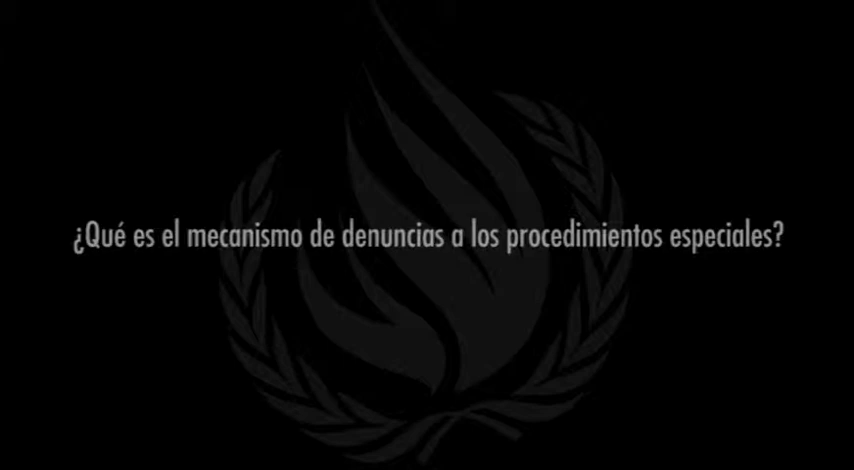 ¿Qué es el mecanismo de denuncias a los procedimientos especiales?